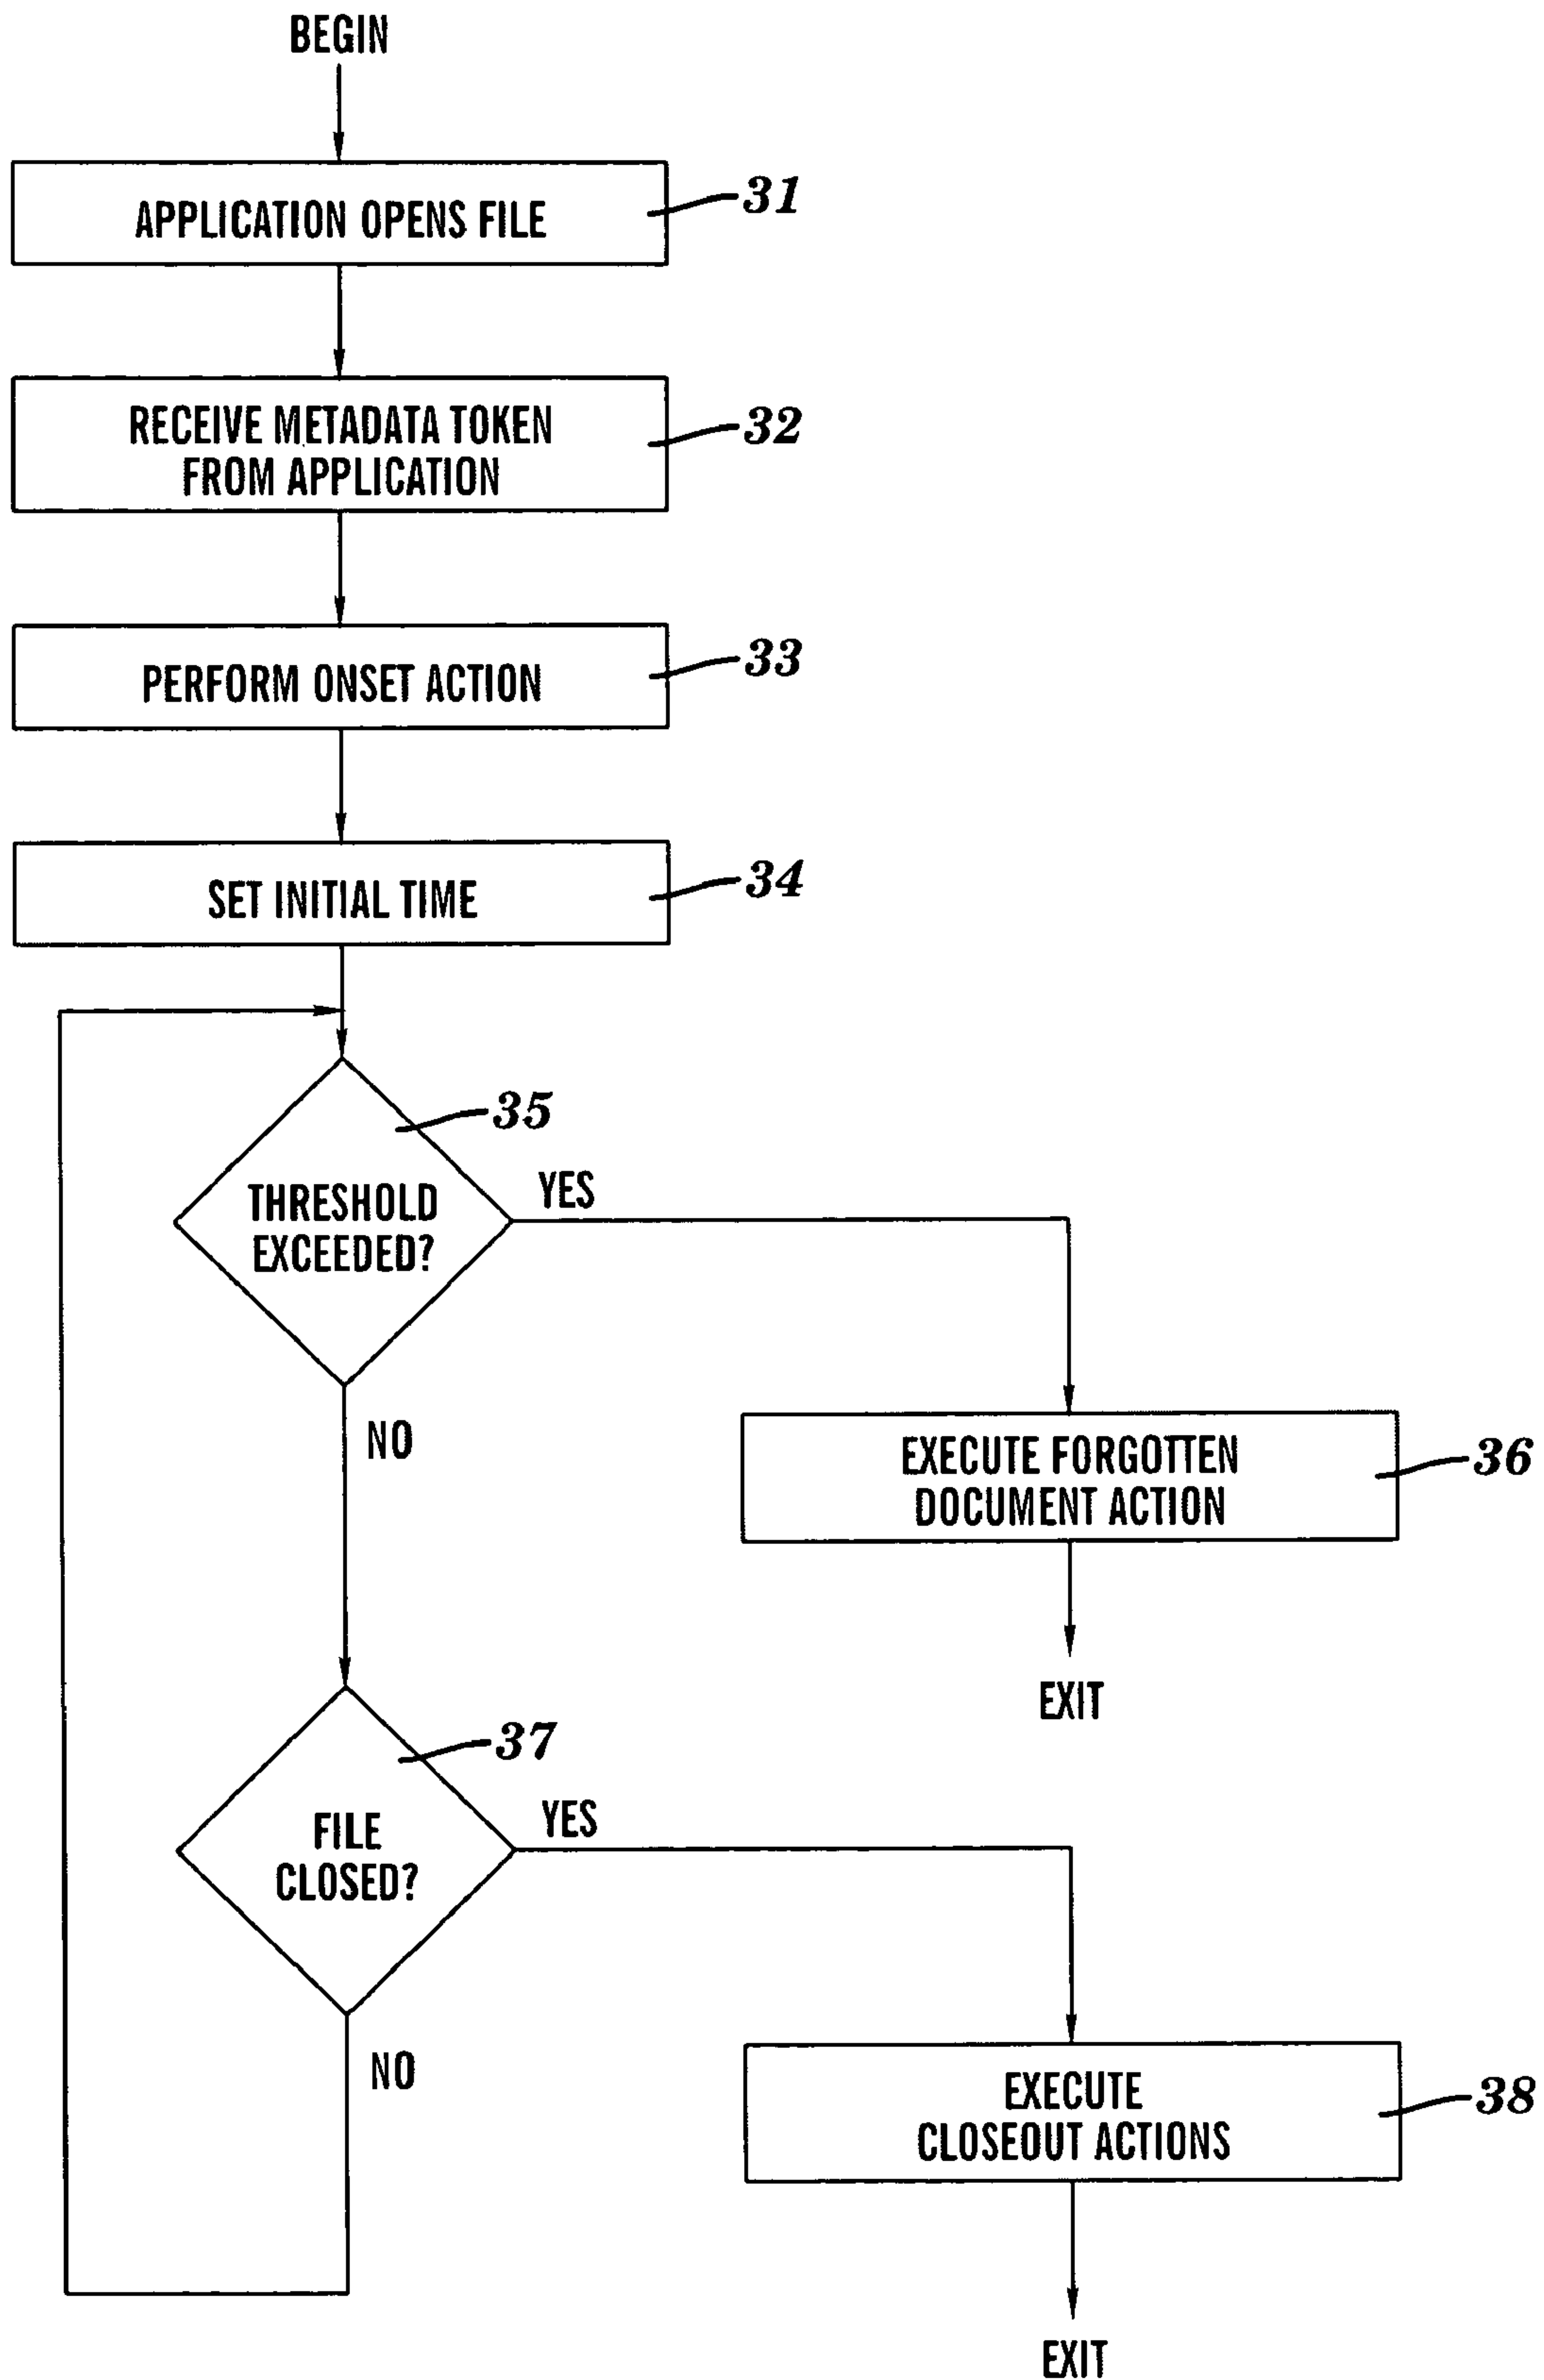 BEGIN
APPLICATION OPENS FILE
31
RECEIVE METADATA TOKEN
FROM APPLICATION
32
PERFORM ONSET ACTION
33
SET INITIAL TIME
34
35
THRESHOLD
EXCEEDED?
YES
NO
EXECUTE FORGOTTEN
DOCUMENT ACTION
36
EXIT
37
FILE
CLOSED?
YES
NO
EXECUTE
CLOSEOUT ACTIONS
38
EXIT